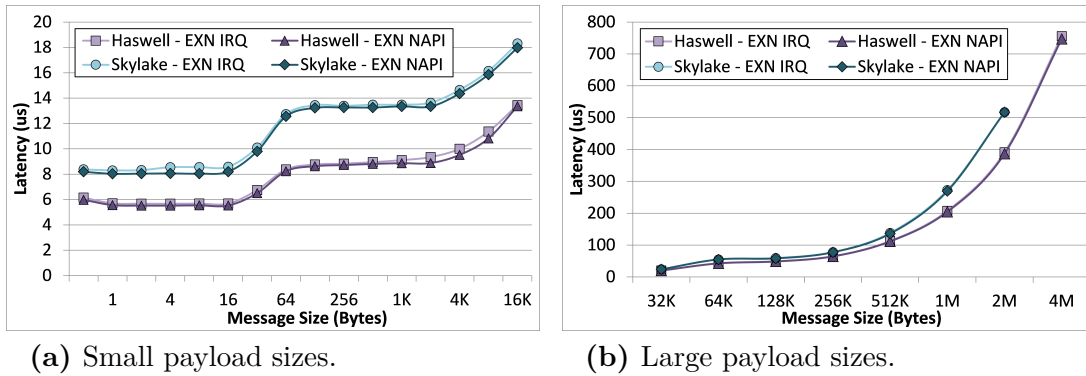 Haswell - EXN IRQ
Haswell - EXN NAPI
Skylake - EXN IRQ
Skylake - EXN NAPI
Latency (us)
20
18
16
14
12
10
8
6
4
2
0
1 4 16 64 256 1K 4K 16K
Message Size (Bytes)
(a) Small payload sizes.
Haswell - EXN IRQ
Haswell - EXN NAPI
Skylake - EXN IRQ
Skylake - EXN NAPI
Latency (us)
800
700
600
500
400
300
200
100
0
32K 64K 128K 256K 512K 1M 2M 4M
Message Size (Bytes)
(b) Large payload sizes.